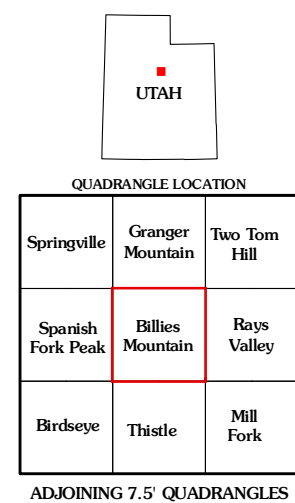 UTAH
QUADRANGLE LOCATION
Springville
Granger
Mountain
Two Tom
Hill
Spanish
Fork Peak
Billies
Mountain
Rays
Valley
Birdseye
Thistle
Mill
Fork
ADJOINING 7.5' QUADRANGLES